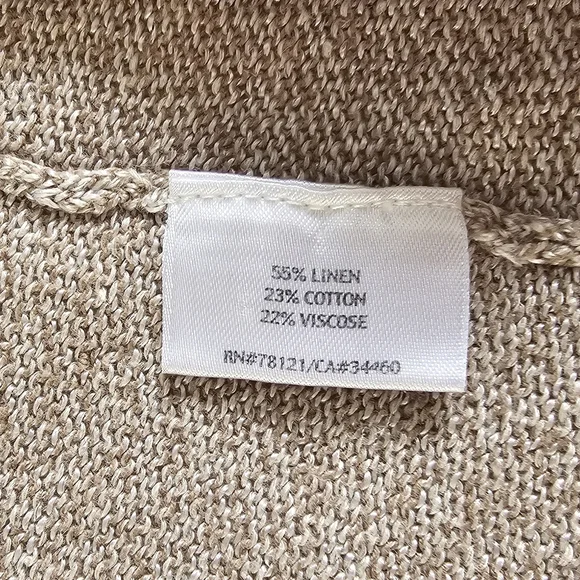 55% LINEN
23% COTTON
22% VISCOSE
RN#78121/CA#34460